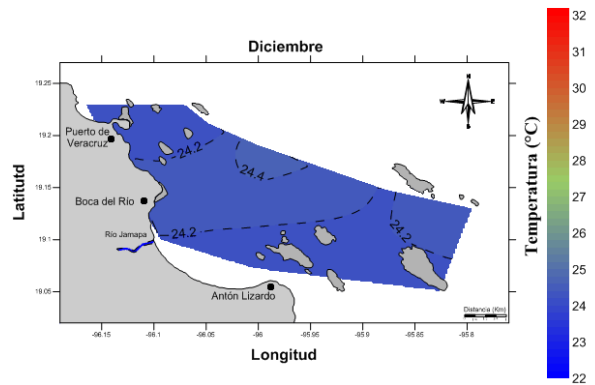 Diciembre
32
31
30
29
28
27
26
25
24
23
22
Temperatura (°C)
N
19.25
19.2
19.15
19.1
19.05
Latitutd
Puerto de
Veracruz
Boca del Río
Río Jamapa
Antón Lizardo
24.2
24.4
24.2
24.2
Distancia (Km)
-96.15
-96.1
-96.05
-96
-95.95
-95.9
-95.85
-95.8
Longitud